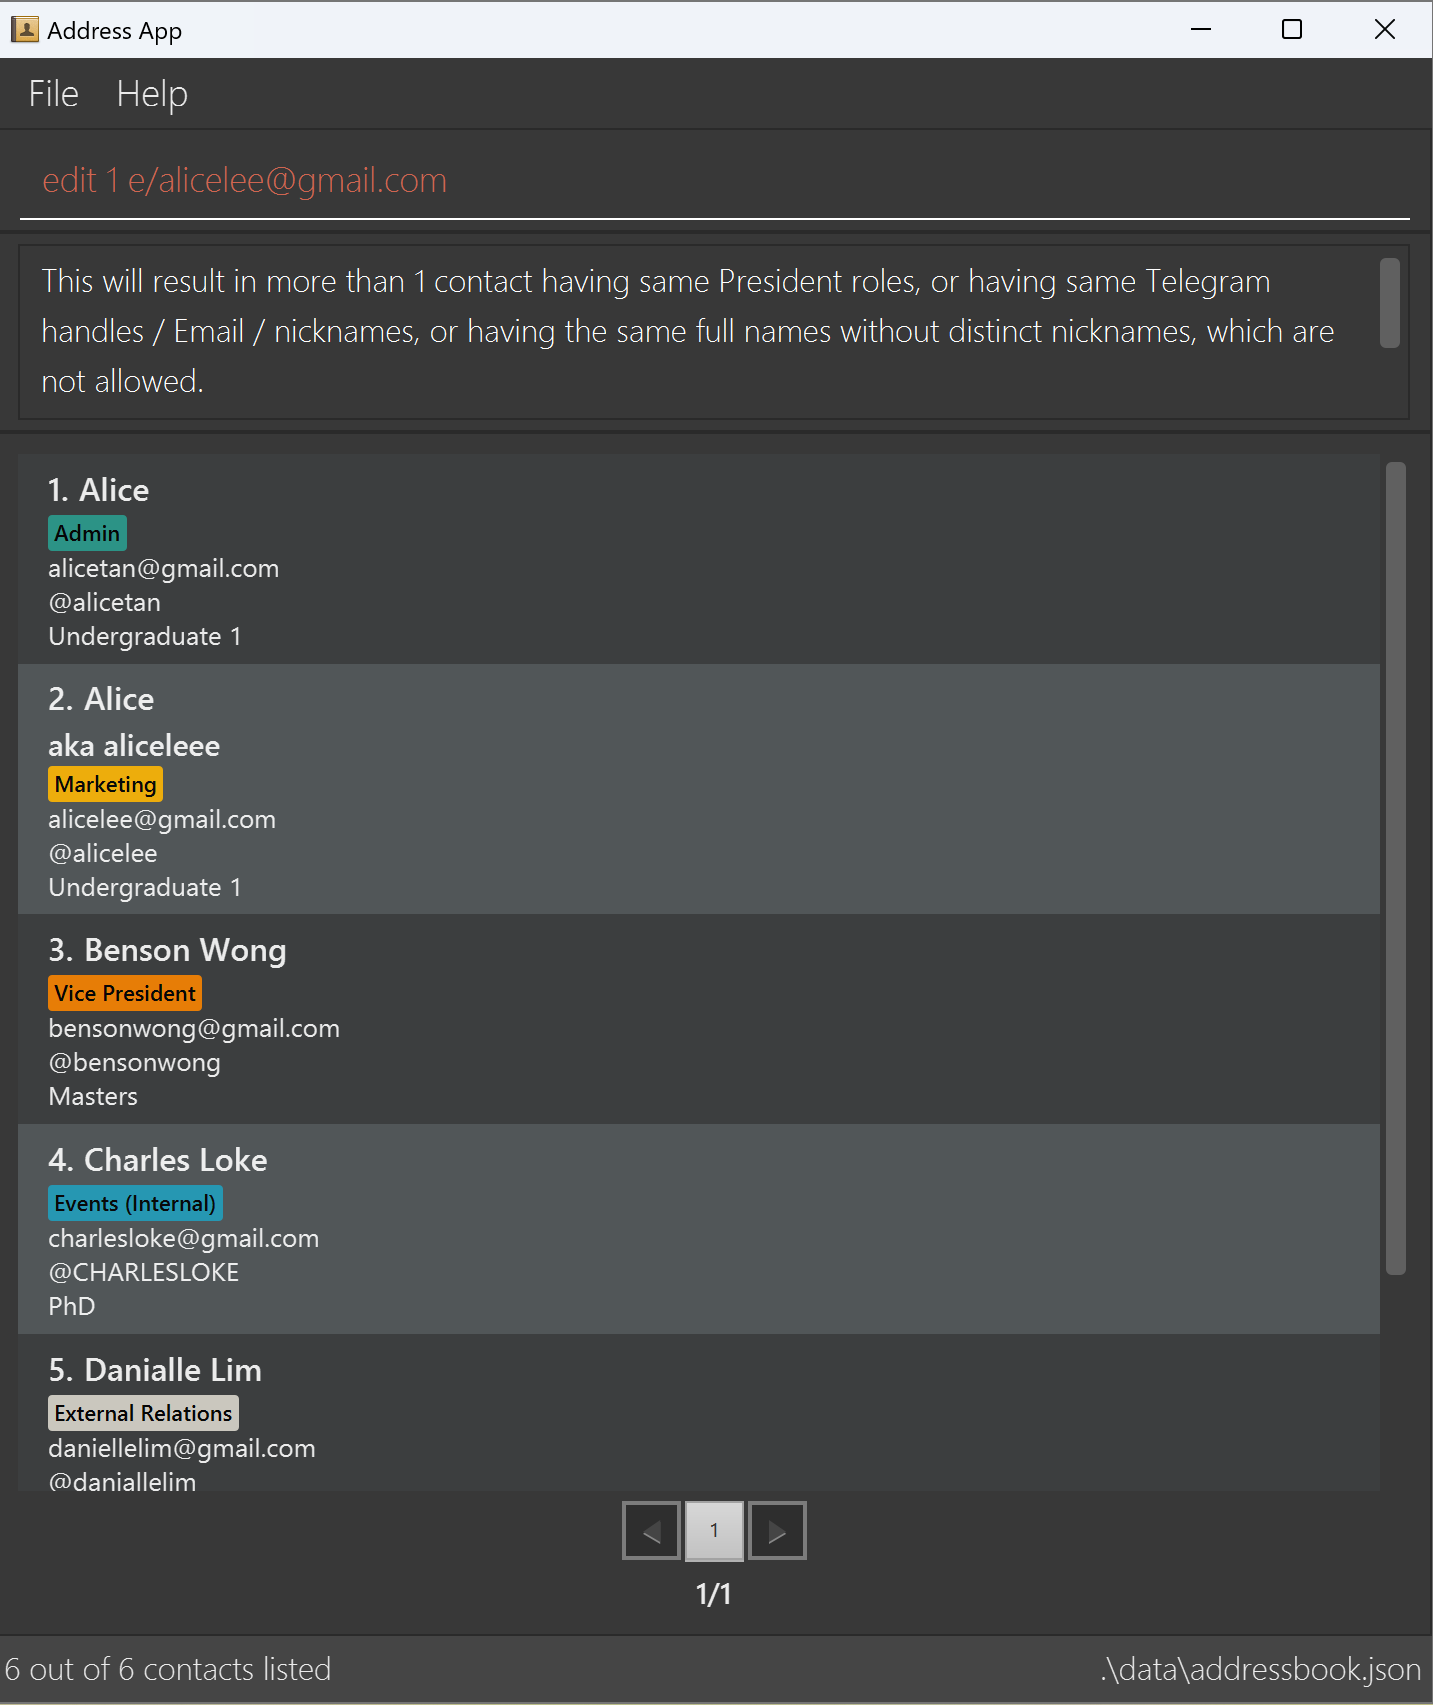 Address App
File Help
edit 1 e/alicelee@gmail.com
This will result in more than 1 contact having same President roles, or having same Telegram
handles / Email / nicknames, or having the same full names without distinct nicknames, which are
not allowed.
1. Alice
Admin
alicetan@gmail.com
@alicetan
Undergraduate 1
2. Alice
aka aliceleee
Marketing
alicelee@gmail.com
@alicelee
Undergraduate 1
3. Benson Wong
Vice President
bensonwong@gmail.com
@bensonwong
Masters
4. Charles Loke
Events (Internal)
charlesloke@gmail.com
@CHARLESLOKE
PhD
5. Danialle Lim
External Relations
daniellelim@gmail.com
@daniallelim
1
1/1
6 out of 6 contacts listed .\data\addressbook.json